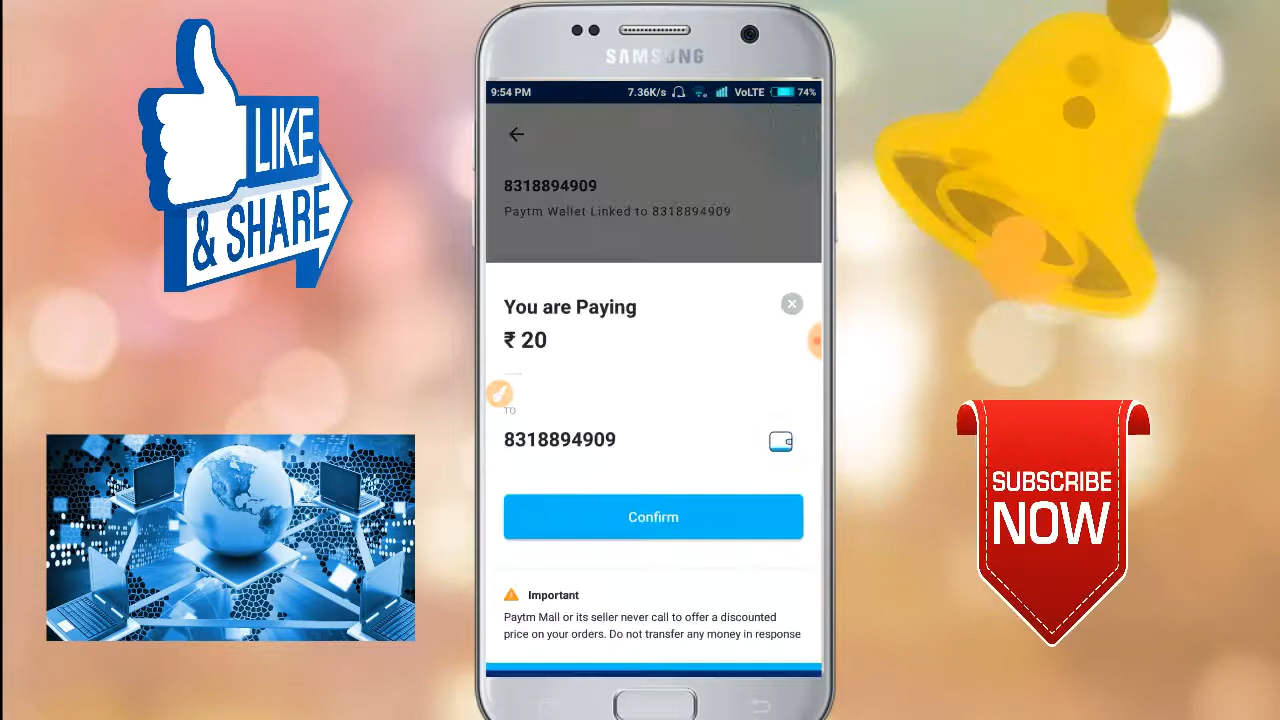 LIKE
& SHARE
SAMSUNG
9:54 PM 7.36K/s VoLTE 74%
8318894909
Paytm Wallet Linked to 8318894909
You are Paying
₹ 20
TO
8318894909
Confirm
Important
Paytm Mall or its seller never call to offer a discounted
price on your orders. Do not transfer any money in response
SUBSCRIBE
NOW